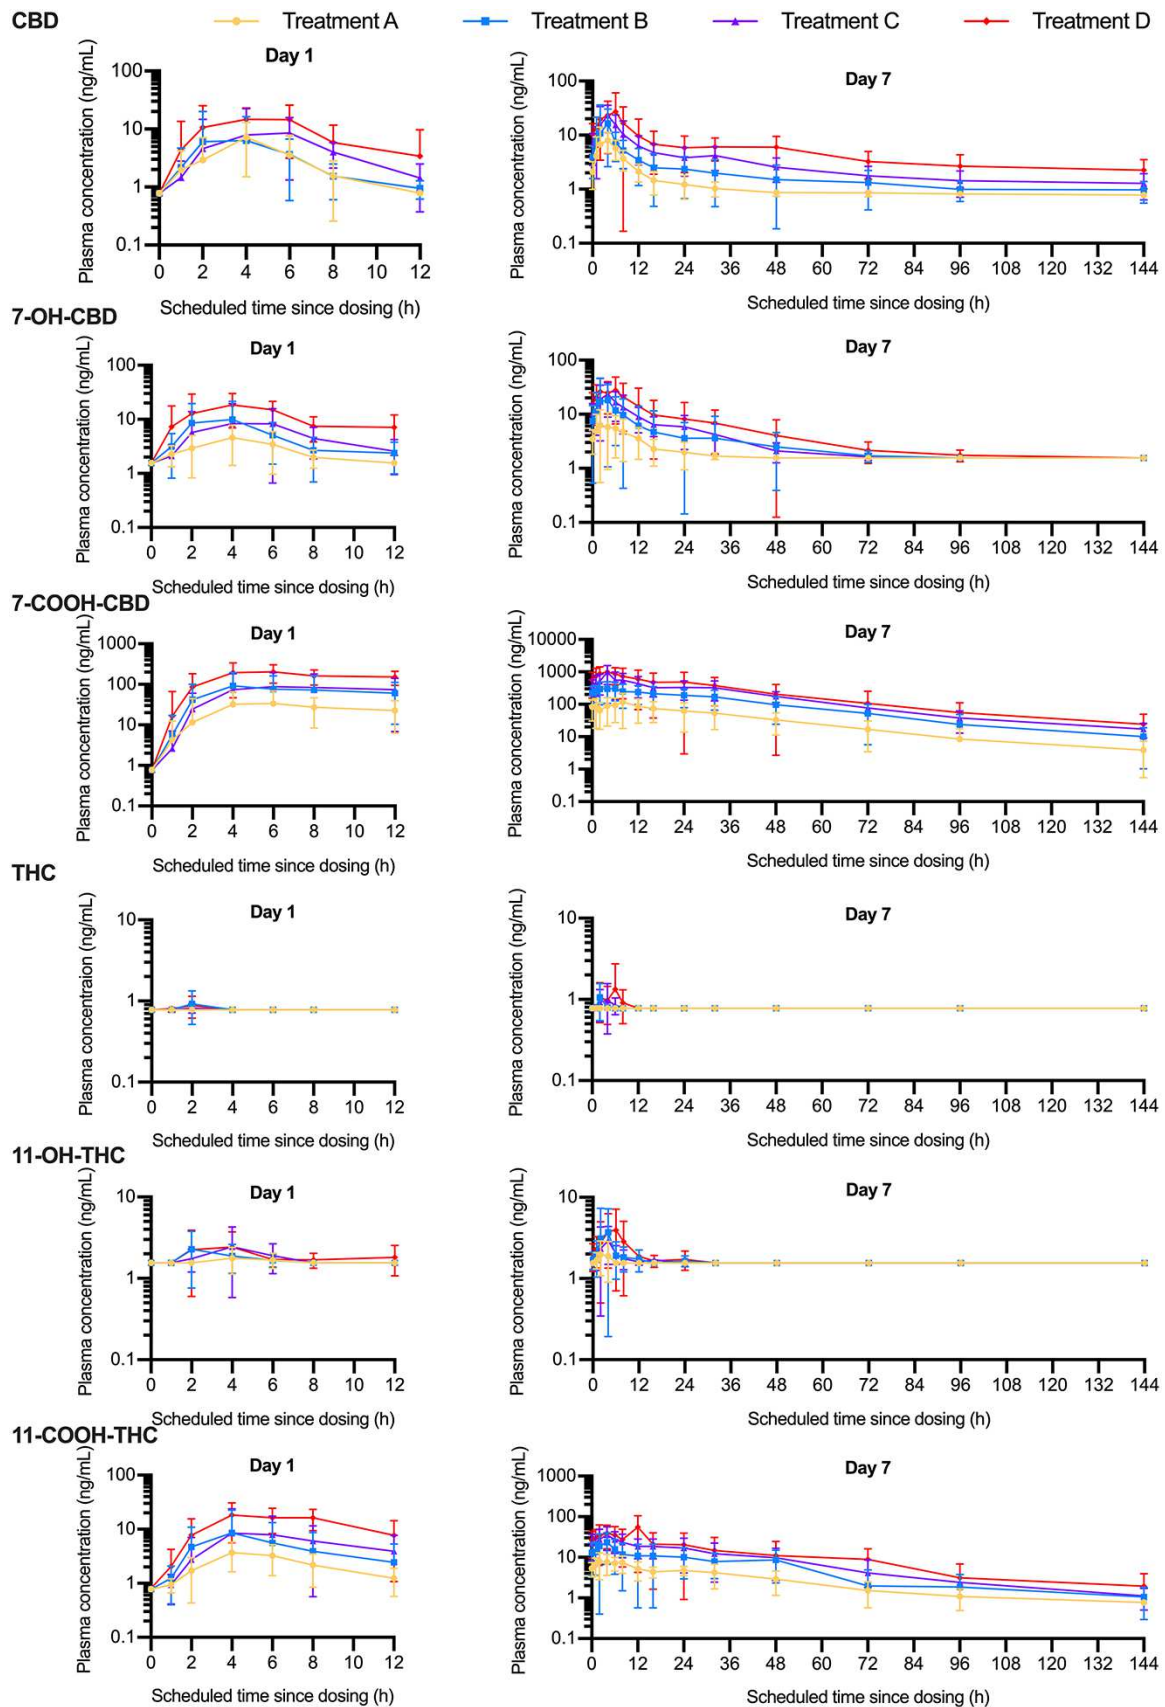 CBD
Treatment A Treatment B Treatment C Treatment D
Day 1
Plasma concentration (ng/mL)
100
10
1
0.1
0 2 4 6 8 10 12
Scheduled time since dosing (h)
Day 7
Plasma concentration (ng/mL)
100
10
1
0.1
0 12 24 36 48 60 72 84 96 108 120 132 144
Scheduled time since dosing (h)
7-OH-CBD
Day 1
Plasma concentration (ng/mL)
100
10
1
0.1
0 2 4 6 8 10 12
Scheduled time since dosing (h)
Day 7
Plasma concentration (ng/mL)
100
10
1
0.1
0 12 24 36 48 60 72 84 96 108 120 132 144
Scheduled time since dosing (h)
7-COOH-CBD
Day 1
Plasma concentration (ng/mL)
1000
100
10
1
0.1
0 2 4 6 8 10 12
Scheduled time since dosing (h)
Day 7
Plasma concentration (ng/mL)
10000
1000
100
10
1
0.1
0 12 24 36 48 60 72 84 96 108 120 132 144
Scheduled time since dosing (h)
THC
Day 1
Plasma concentraion (ng/mL)
10
1
0.1
0 2 4 6 8 10 12
Scheduled time since dosing (h)
Day 7
Plasma concentration (ng/mL)
10
1
0.1
0 12 24 36 48 60 72 84 96 108 120 132 144
Scheduled time since dosing (h)
11-OH-THC
Day 1
Plasma concentration (ng/mL)
10
1
0.1
0 2 4 6 8 10 12
Scheduled time since dosing (h)
Day 7
Plasma concentration (ng/mL)
10
1
0.1
0 12 24 36 48 60 72 84 96 108 120 132 144
Scheduled time since dosing (h)
11-COOH-THC
Day 1
Plasma concentration (ng/mL)
100
10
1
0.1
0 2 4 6 8 10 12
Scheduled time since dosing (h)
Day 7
Plasma concentration (ng/mL)
1000
100
10
1
0.1
0 12 24 36 48 60 72 84 96 108 120 132 144
Scheduled time since dosing (h)